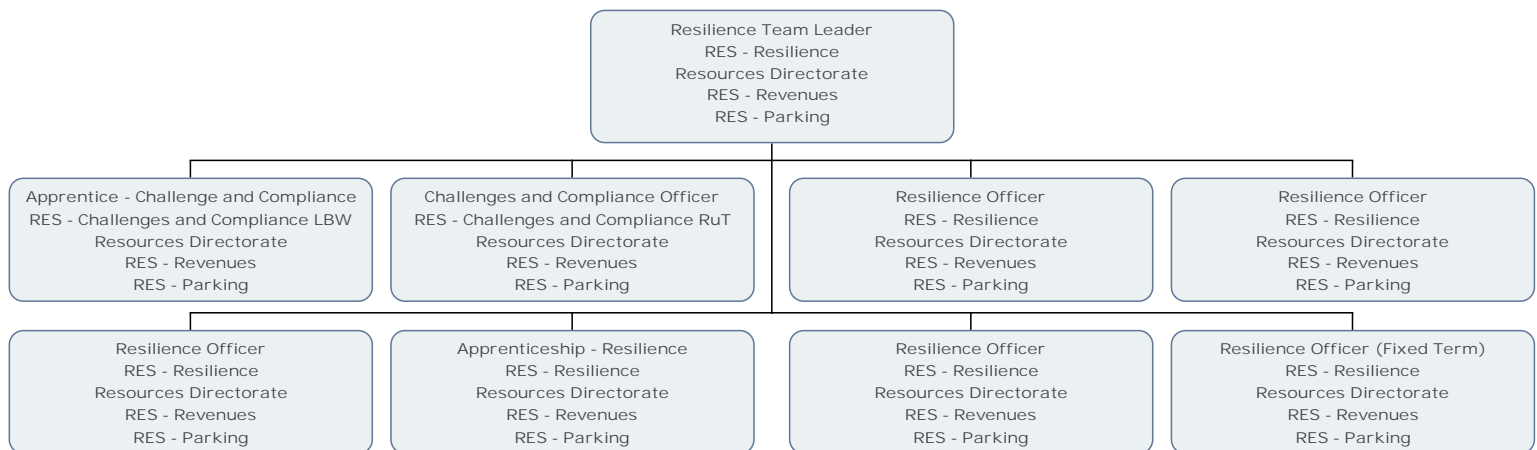 Resilience Team Leader
RES - Resilience
Resources Directorate
RES - Revenues
RES - Parking
Apprentice - Challenge and Compliance
RES - Challenges and Compliance LBW
Resources Directorate
RES - Revenues
RES - Parking
Challenges and Compliance Officer
RES - Challenges and Compliance RuT
Resources Directorate
RES - Revenues
RES - Parking
Resilience Officer
RES - Resilience
Resources Directorate
RES - Revenues
RES - Parking
Resilience Officer
RES - Resilience
Resources Directorate
RES - Revenues
RES - Parking
Resilience Officer
RES - Resilience
Resources Directorate
RES - Revenues
RES - Parking
Apprenticeship - Resilience
RES - Resilience
Resources Directorate
RES - Revenues
RES - Parking
Resilience Officer
RES - Resilience
Resources Directorate
RES - Revenues
RES - Parking
Resilience Officer (Fixed Term)
RES - Resilience
Resources Directorate
RES - Revenues
RES - Parking